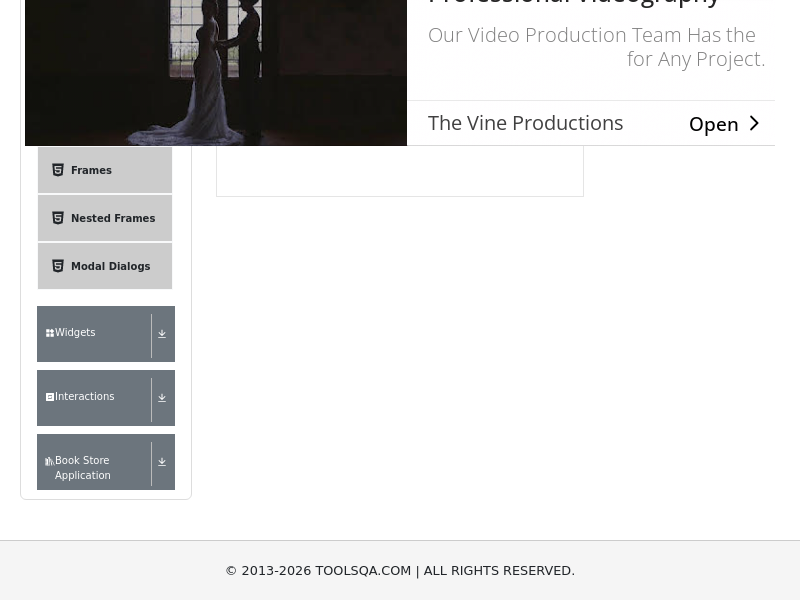 Professional Videography
Our Video Production Team Has the
for Any Project.
The Vine Productions
Open
Frames
Nested Frames
Modal Dialogs
Widgets
Interactions
Book Store
Application
© 2013-2026 TOOLSQA.COM | ALL RIGHTS RESERVED.